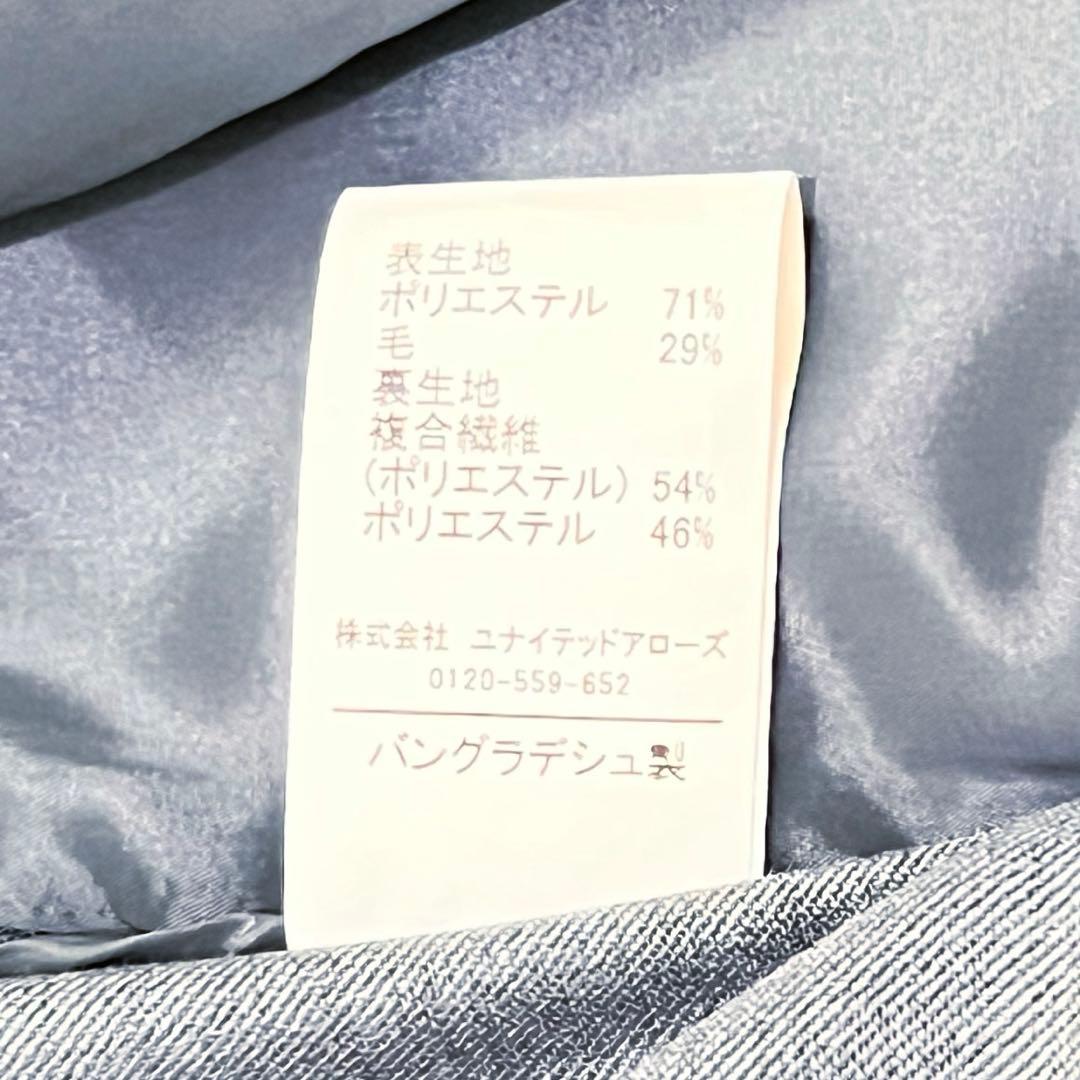 表生地
ポリエステル 71%
毛 29%
裏生地
複合繊維
(ポリエステル) 54%
ポリエステル 46%
株式会社 ユナイテッドアローズ
0120-559-652
バングラデシュ製